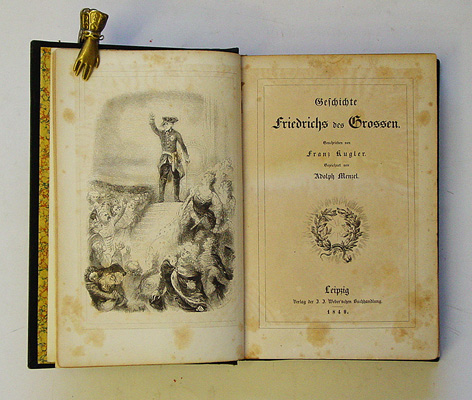 Geschichte
Friedrichs des Grossen.
Geschrieben von
Franz Kugler.
Gezeichnet von
Adolph Menzel.
Leipzig
Verlag der J. J. Weber'schen Buchhandlung.
1840.